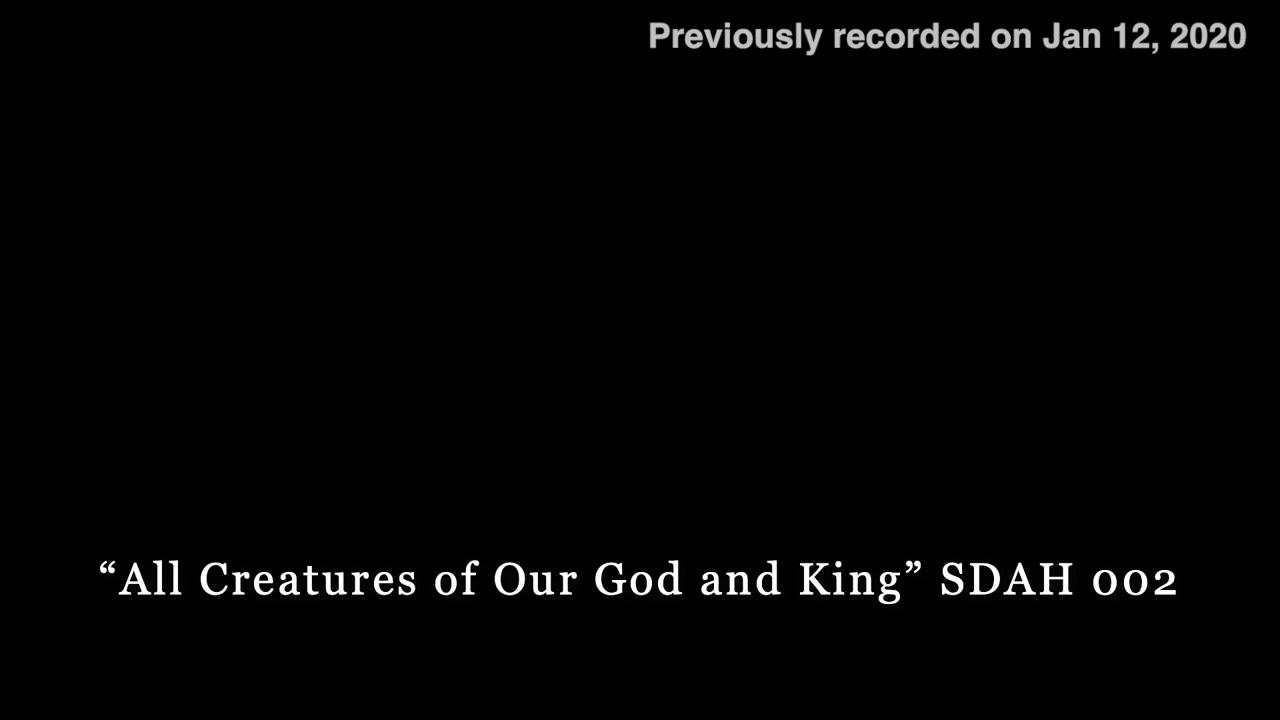 Previously recorded on Jan 12, 2020
“All Creatures of Our God and King” SDAH 002